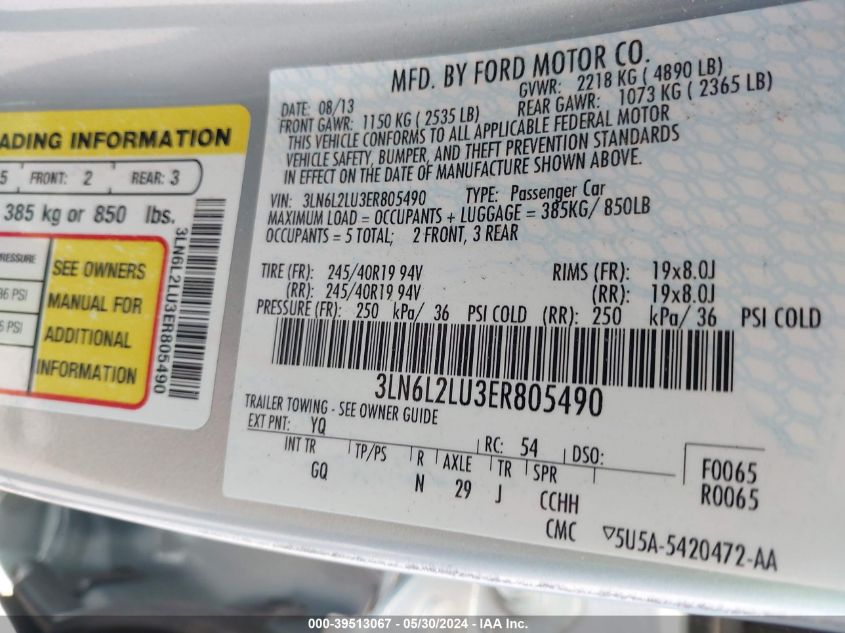 ADING INFORMATION
5 FRONT: 2 REAR: 3
385 kg or 850 lbs.
RESSURE
SEE OWNERS
36 PSI
MANUAL FOR
PSI
ADDITIONAL
INFORMATION
3LN6L2LU3ER805490
MFD. BY FORD MOTOR CO.
DATE: 08/13 GVWR: 2218 KG ( 4890 LB)
FRONT GAWR: 1150 KG ( 2535 LB) REAR GAWR: 1073 KG ( 2365 LB)
THIS VEHICLE CONFORMS TO ALL APPLICABLE FEDERAL MOTOR
VEHICLE SAFETY, BUMPER, AND THEFT PREVENTION STANDARDS
IN EFFECT ON THE DATE OF MANUFACTURE SHOWN ABOVE.
VIN: 3LN6L2LU3ER805490 TYPE: Passenger Car
MAXIMUM LOAD = OCCUPANTS + LUGGAGE = 385KG/ 850LB
OCCUPANTS = 5 TOTAL; 2 FRONT, 3 REAR
TIRE (FR): 245/40R19 94V RIMS (FR): 19x8.0J
(RR): 245/40R19 94V (RR): 19x8.0J
PRESSURE (FR): 250 kPa/ 36 PSI COLD (RR): 250 kPa/ 36 PSI COLD
3LN6L2LU3ER805490
TRAILER TOWING - SEE OWNER GUIDE
EXT PNT: YQ RC: 54 DSO: F0065
INT TR TP/PS R AXLE TR SPR R0065
GQ N 29 J CCHH
CMC ▽5U5A-5420472-AA
000-39513067 - 05/30/2024 - IAA Inc.